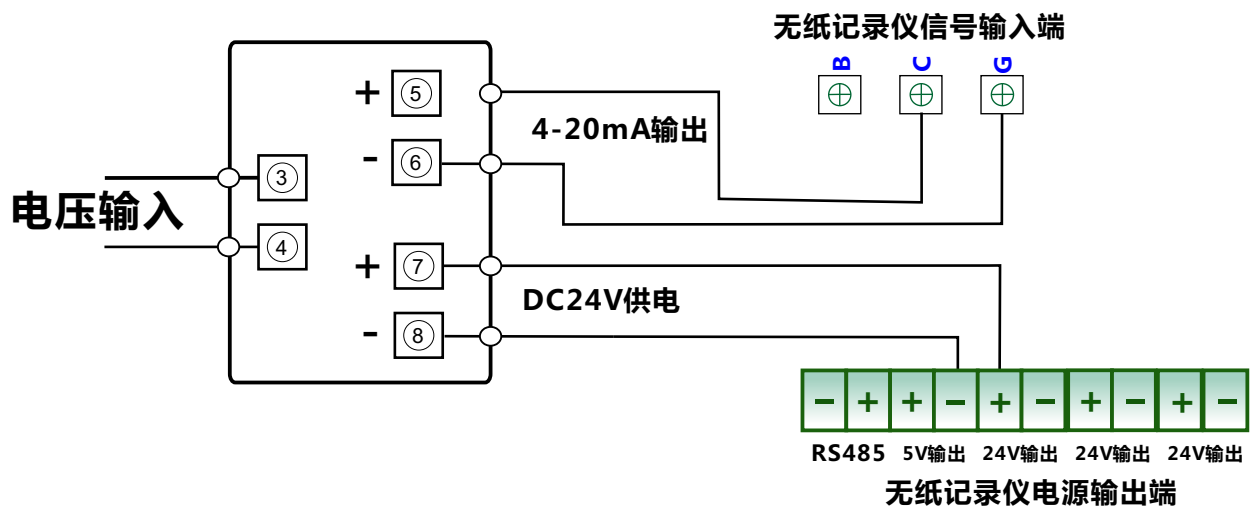 无纸记录仪信号输入端
B C G
+ ⑤
4-20mA输出
- ⑥
③
电压输入
④
+ ⑦
DC24V供电
- ⑧
- + + - + - + - + -
RS485 5V输出 24V输出 24V输出 24V输出
无纸记录仪电源输出端